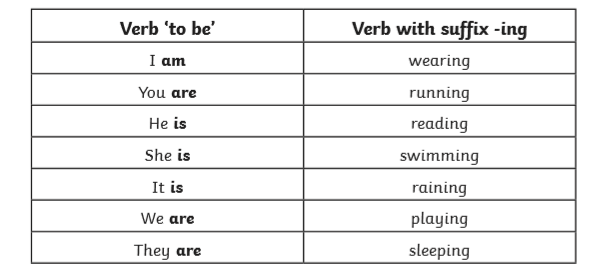 Verb ‘to be’ Verb with suffix -ing
I am wearing
You are running
He is reading
She is swimming
It is raining
We are playing
They are sleeping